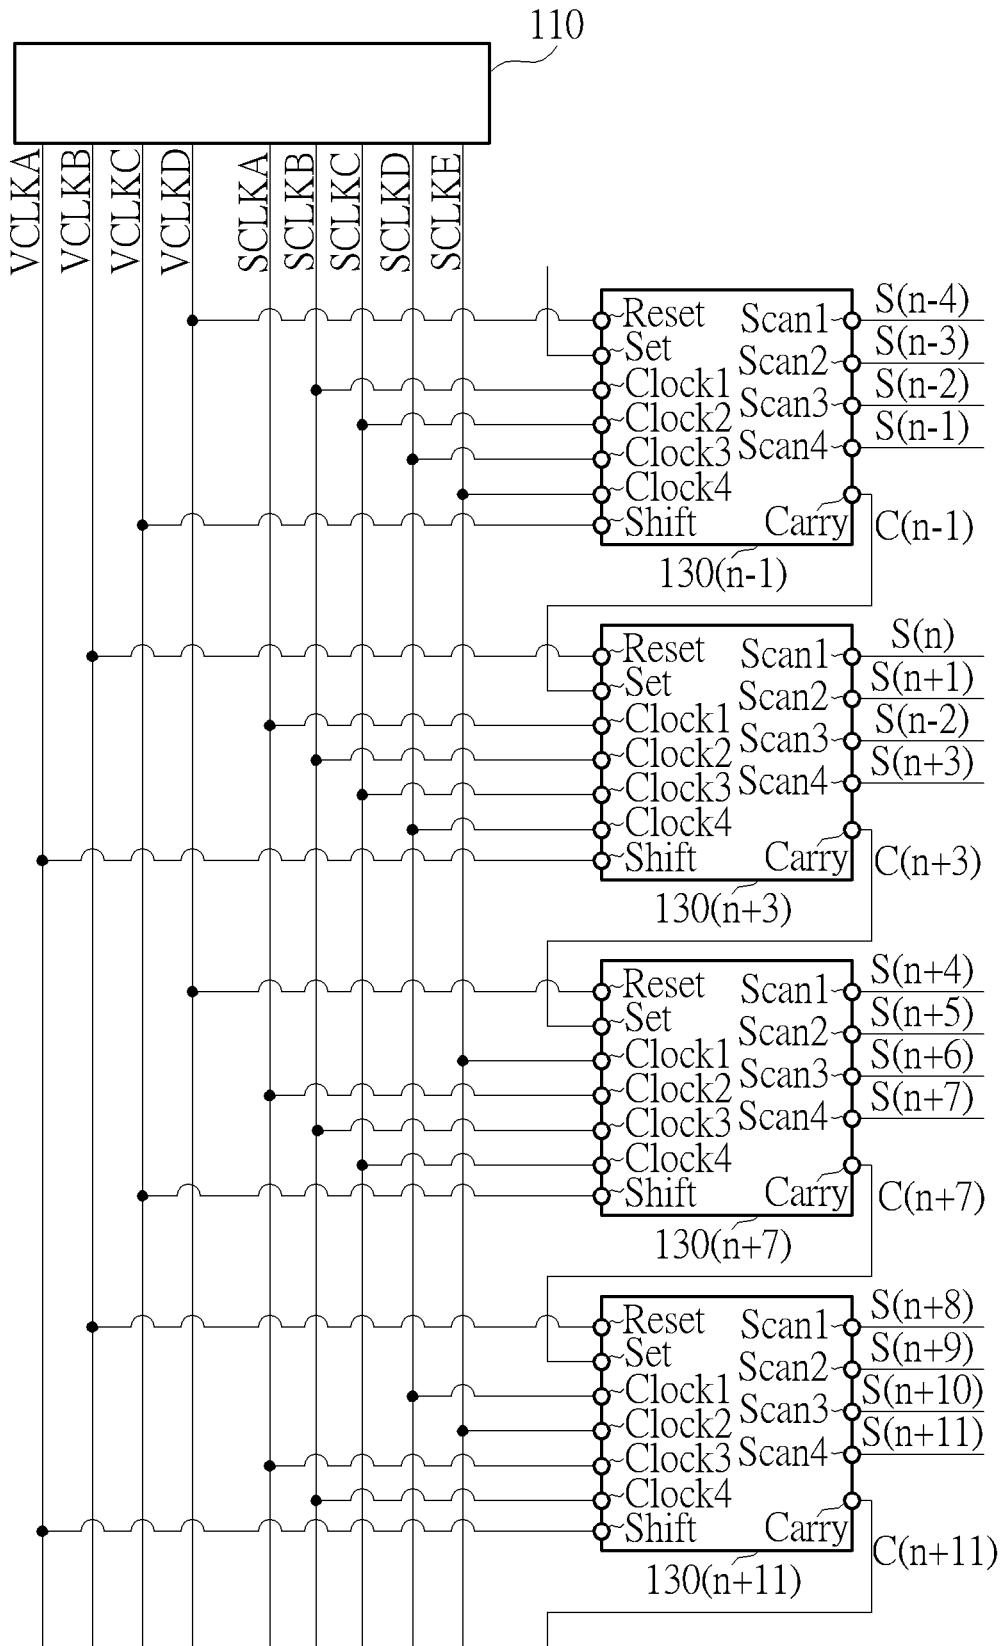 110
VCLKA
VCLKB
VCLKC
VCLKD
SCLKA
SCLKB
SCLKC
SCLKD
SCLKE
Reset
Set
Clock1
Clock2
Clock3
Clock4
Shift
Scan1
Scan2
Scan3
Scan4
Carry
S(n-4)
S(n-3)
S(n-2)
S(n-1)
C(n-1)
130(n-1)
Reset
Set
Clock1
Clock2
Clock3
Clock4
Shift
Scan1
Scan2
Scan3
Scan4
Carry
S(n)
S(n+1)
S(n-2)
S(n+3)
C(n+3)
130(n+3)
Reset
Set
Clock1
Clock2
Clock3
Clock4
Shift
Scan1
Scan2
Scan3
Scan4
Carry
S(n+4)
S(n+5)
S(n+6)
S(n+7)
C(n+7)
130(n+7)
Reset
Set
Clock1
Clock2
Clock3
Clock4
Shift
Scan1
Scan2
Scan3
Scan4
Carry
S(n+8)
S(n+9)
S(n+10)
S(n+11)
C(n+11)
130(n+11)